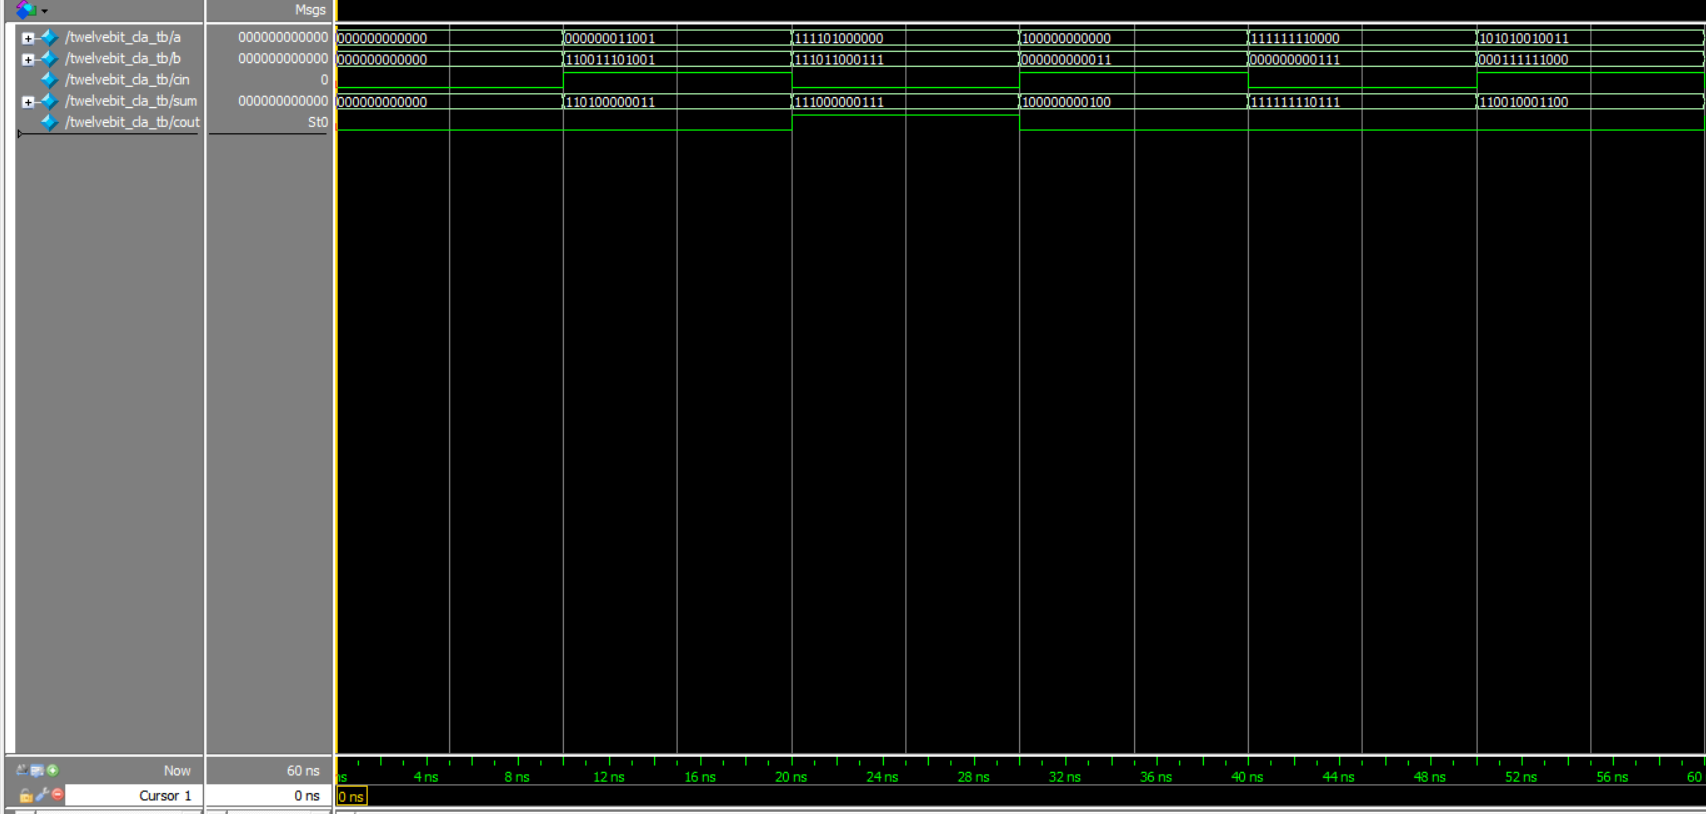 Msgs
/twelvebit_cla_tb/a 000000000000 000000000000 000000011001 111101000000 100000000000 111111110000 101010010011
/twelvebit_cla_tb/b 000000000000 000000000000 110011101001 111011000111 000000000011 000000000111 000111111000
/twelvebit_cla_tb/cin 0
/twelvebit_cla_tb/sum 000000000000 000000000000 110100000011 111000000111 100000000100 111111110111 110010001100
/twelvebit_cla_tb/cout St0
Now 60 ns ns 4 ns 8 ns 12 ns 16 ns 20 ns 24 ns 28 ns 32 ns 36 ns 40 ns 44 ns 48 ns 52 ns 56 ns 60
Cursor 1 0 ns 0 ns